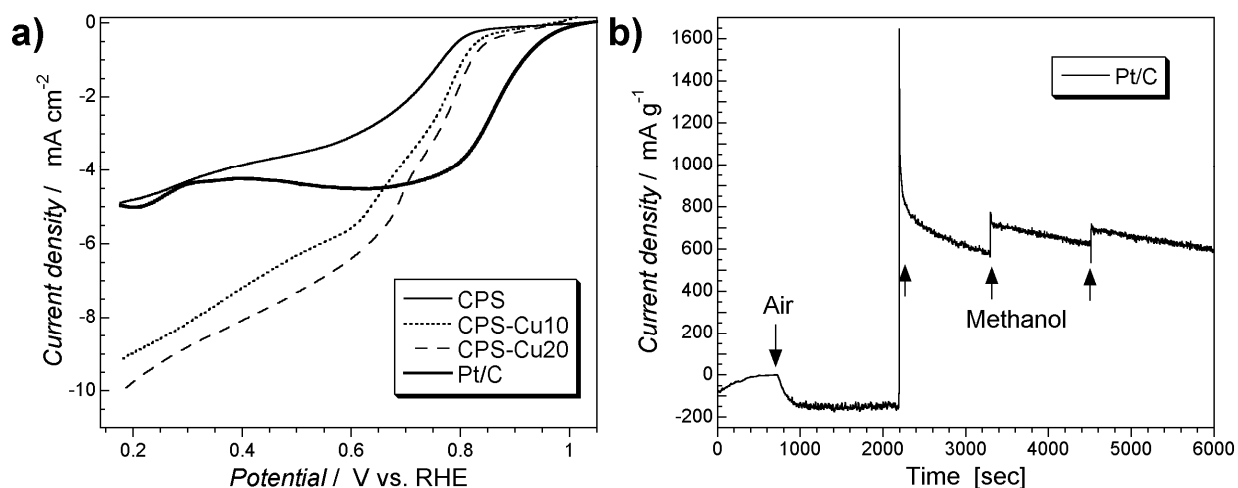 a)
Current density / mA cm-2
0
-2
-4
-6
-8
-10
0.2 0.4 0.6 0.8 1
Potential / V vs. RHE
CPS
CPS-Cu10
CPS-Cu20
Pt/C
b)
Current density / mA g-1
1600
1400
1200
1000
800
600
400
200
0
-200
0 1000 2000 3000 4000 5000 6000
Time [sec]
Pt/C
Air
Methanol